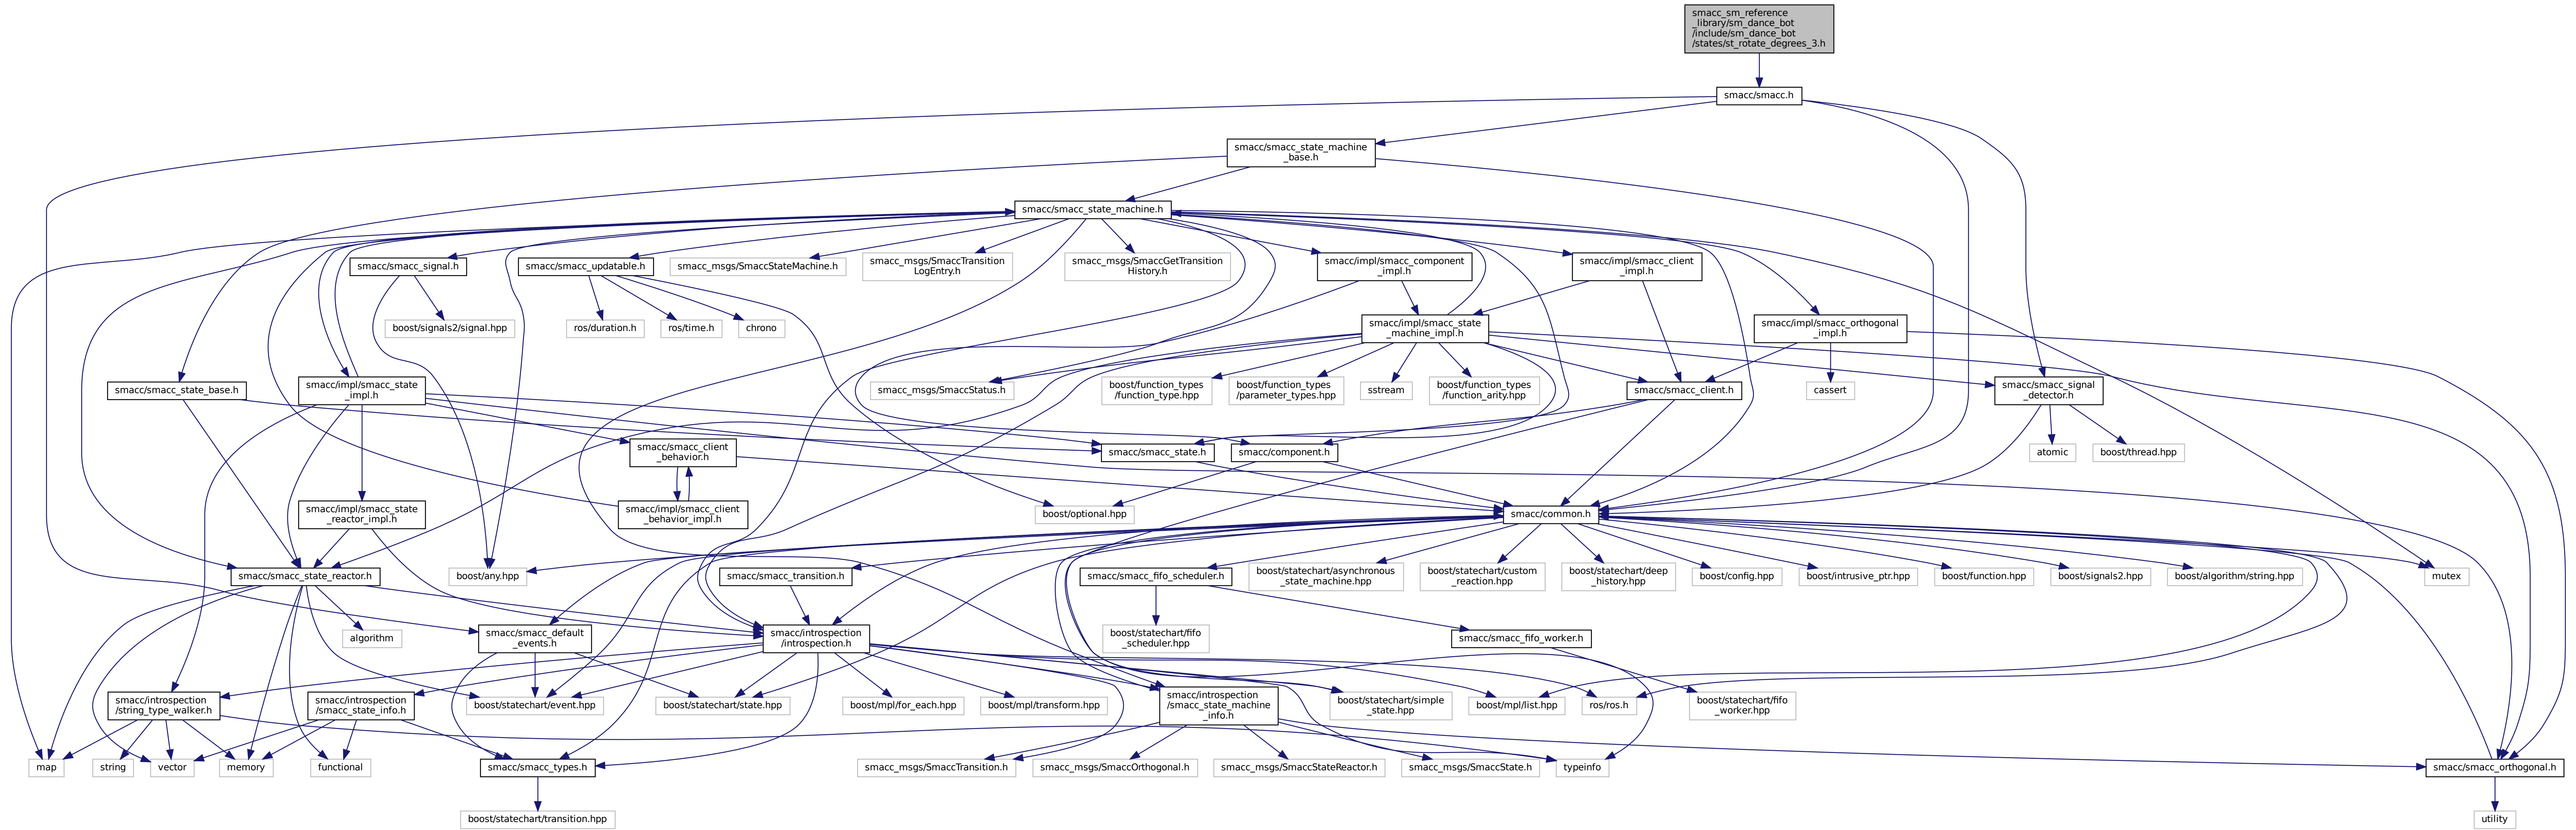 smacc_sm_reference
_library/sm_dance_bot
/include/sm_dance_bot
/states/st_rotate_degrees_3.h
smacc/smacc.h
smacc/smacc_state_machine
_base.h
smacc/smacc_state_machine.h
smacc/smacc_signal.h
smacc/smacc_updatable.h
smacc_msgs/SmaccStateMachine.h
smacc_msgs/SmaccTransition
LogEntry.h
smacc_msgs/SmaccGetTransition
History.h
smacc/impl/smacc_component
_impl.h
smacc/impl/smacc_client
_impl.h
boost/signals2/signal.hpp
ros/duration.h
ros/time.h
chrono
smacc/impl/smacc_state
_machine_impl.h
smacc/impl/smacc_orthogonal
_impl.h
smacc/smacc_state_base.h
smacc/impl/smacc_state
_impl.h
smacc_msgs/SmaccStatus.h
boost/function_types
/function_type.hpp
boost/function_types
/parameter_types.hpp
sstream
boost/function_types
/function_arity.hpp
smacc/smacc_client.h
cassert
smacc/smacc_signal
_detector.h
smacc/smacc_client
_behavior.h
smacc/smacc_state.h
smacc/component.h
atomic
boost/thread.hpp
smacc/impl/smacc_state
_reactor_impl.h
smacc/impl/smacc_client
_behavior_impl.h
boost/optional.hpp
smacc/common.h
smacc/smacc_state_reactor.h
boost/any.hpp
smacc/smacc_transition.h
smacc/smacc_fifo_scheduler.h
boost/statechart/asynchronous
_state_machine.hpp
boost/statechart/custom
_reaction.hpp
boost/statechart/deep
_history.hpp
boost/config.hpp
boost/intrusive_ptr.hpp
boost/function.hpp
boost/signals2.hpp
boost/algorithm/string.hpp
mutex
algorithm
smacc/smacc_default
_events.h
smacc/introspection
/introspection.h
boost/statechart/fifo
_scheduler.hpp
smacc/smacc_fifo_worker.h
smacc/introspection
/string_type_walker.h
smacc/introspection
/smacc_state_info.h
boost/statechart/event.hpp
boost/statechart/state.hpp
boost/mpl/for_each.hpp
boost/mpl/transform.hpp
smacc/introspection
/smacc_state_machine
_info.h
boost/statechart/simple
_state.hpp
boost/mpl/list.hpp
ros/ros.h
boost/statechart/fifo
_worker.hpp
map
string
vector
memory
functional
smacc/smacc_types.h
smacc_msgs/SmaccTransition.h
smacc_msgs/SmaccOrthogonal.h
smacc_msgs/SmaccStateReactor.h
smacc_msgs/SmaccState.h
typeinfo
smacc/smacc_orthogonal.h
boost/statechart/transition.hpp
utility